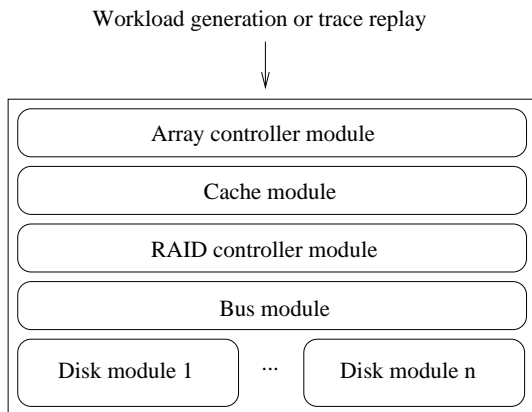 Workload generation or trace replay
Array controller module
Cache module
RAID controller module
Bus module
Disk module 1 ... Disk module n